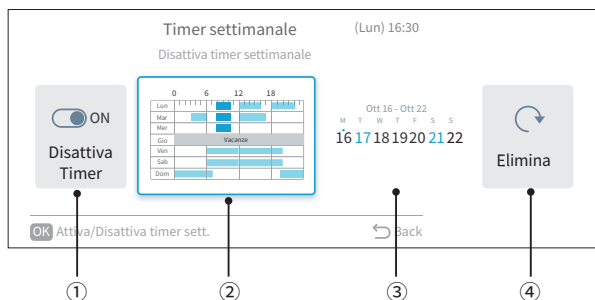 Timer settimanale (Lun) 16:30
Disattiva timer settimanale
ON
Disattiva
Timer
0 6 12 18
Lun
Mar
Mer
Gio Vacanze
Ven
Sab
Dom
Ott 16 - Ott 22
M T W T F S S
16 17 18 19 20 21 22
Elimina
OK Attiva/Disattiva timer sett. Back
① ② ③ ④